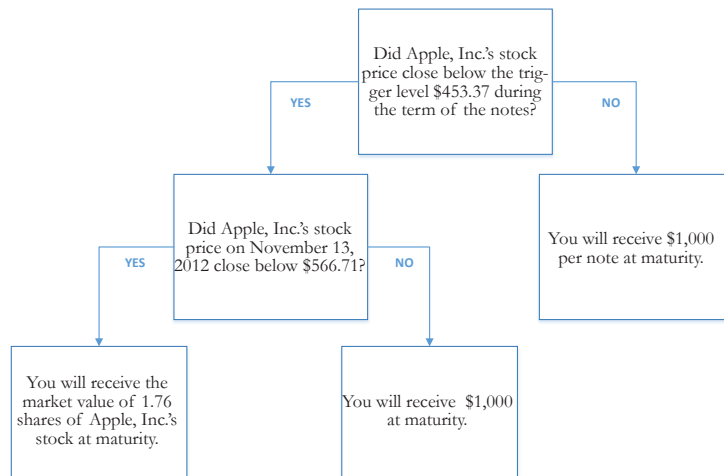 Did Apple, Inc.'s stock
price close below the trig-
ger level $453.37 during
the term of the notes?
YES
NO
Did Apple, Inc.'s stock
price on November 13,
2012 close below $566.71?
You will receive $1,000
per note at maturity.
YES
NO
You will receive the
market value of 1.76
shares of Apple, Inc.'s
stock at maturity.
You will receive $1,000
at maturity.